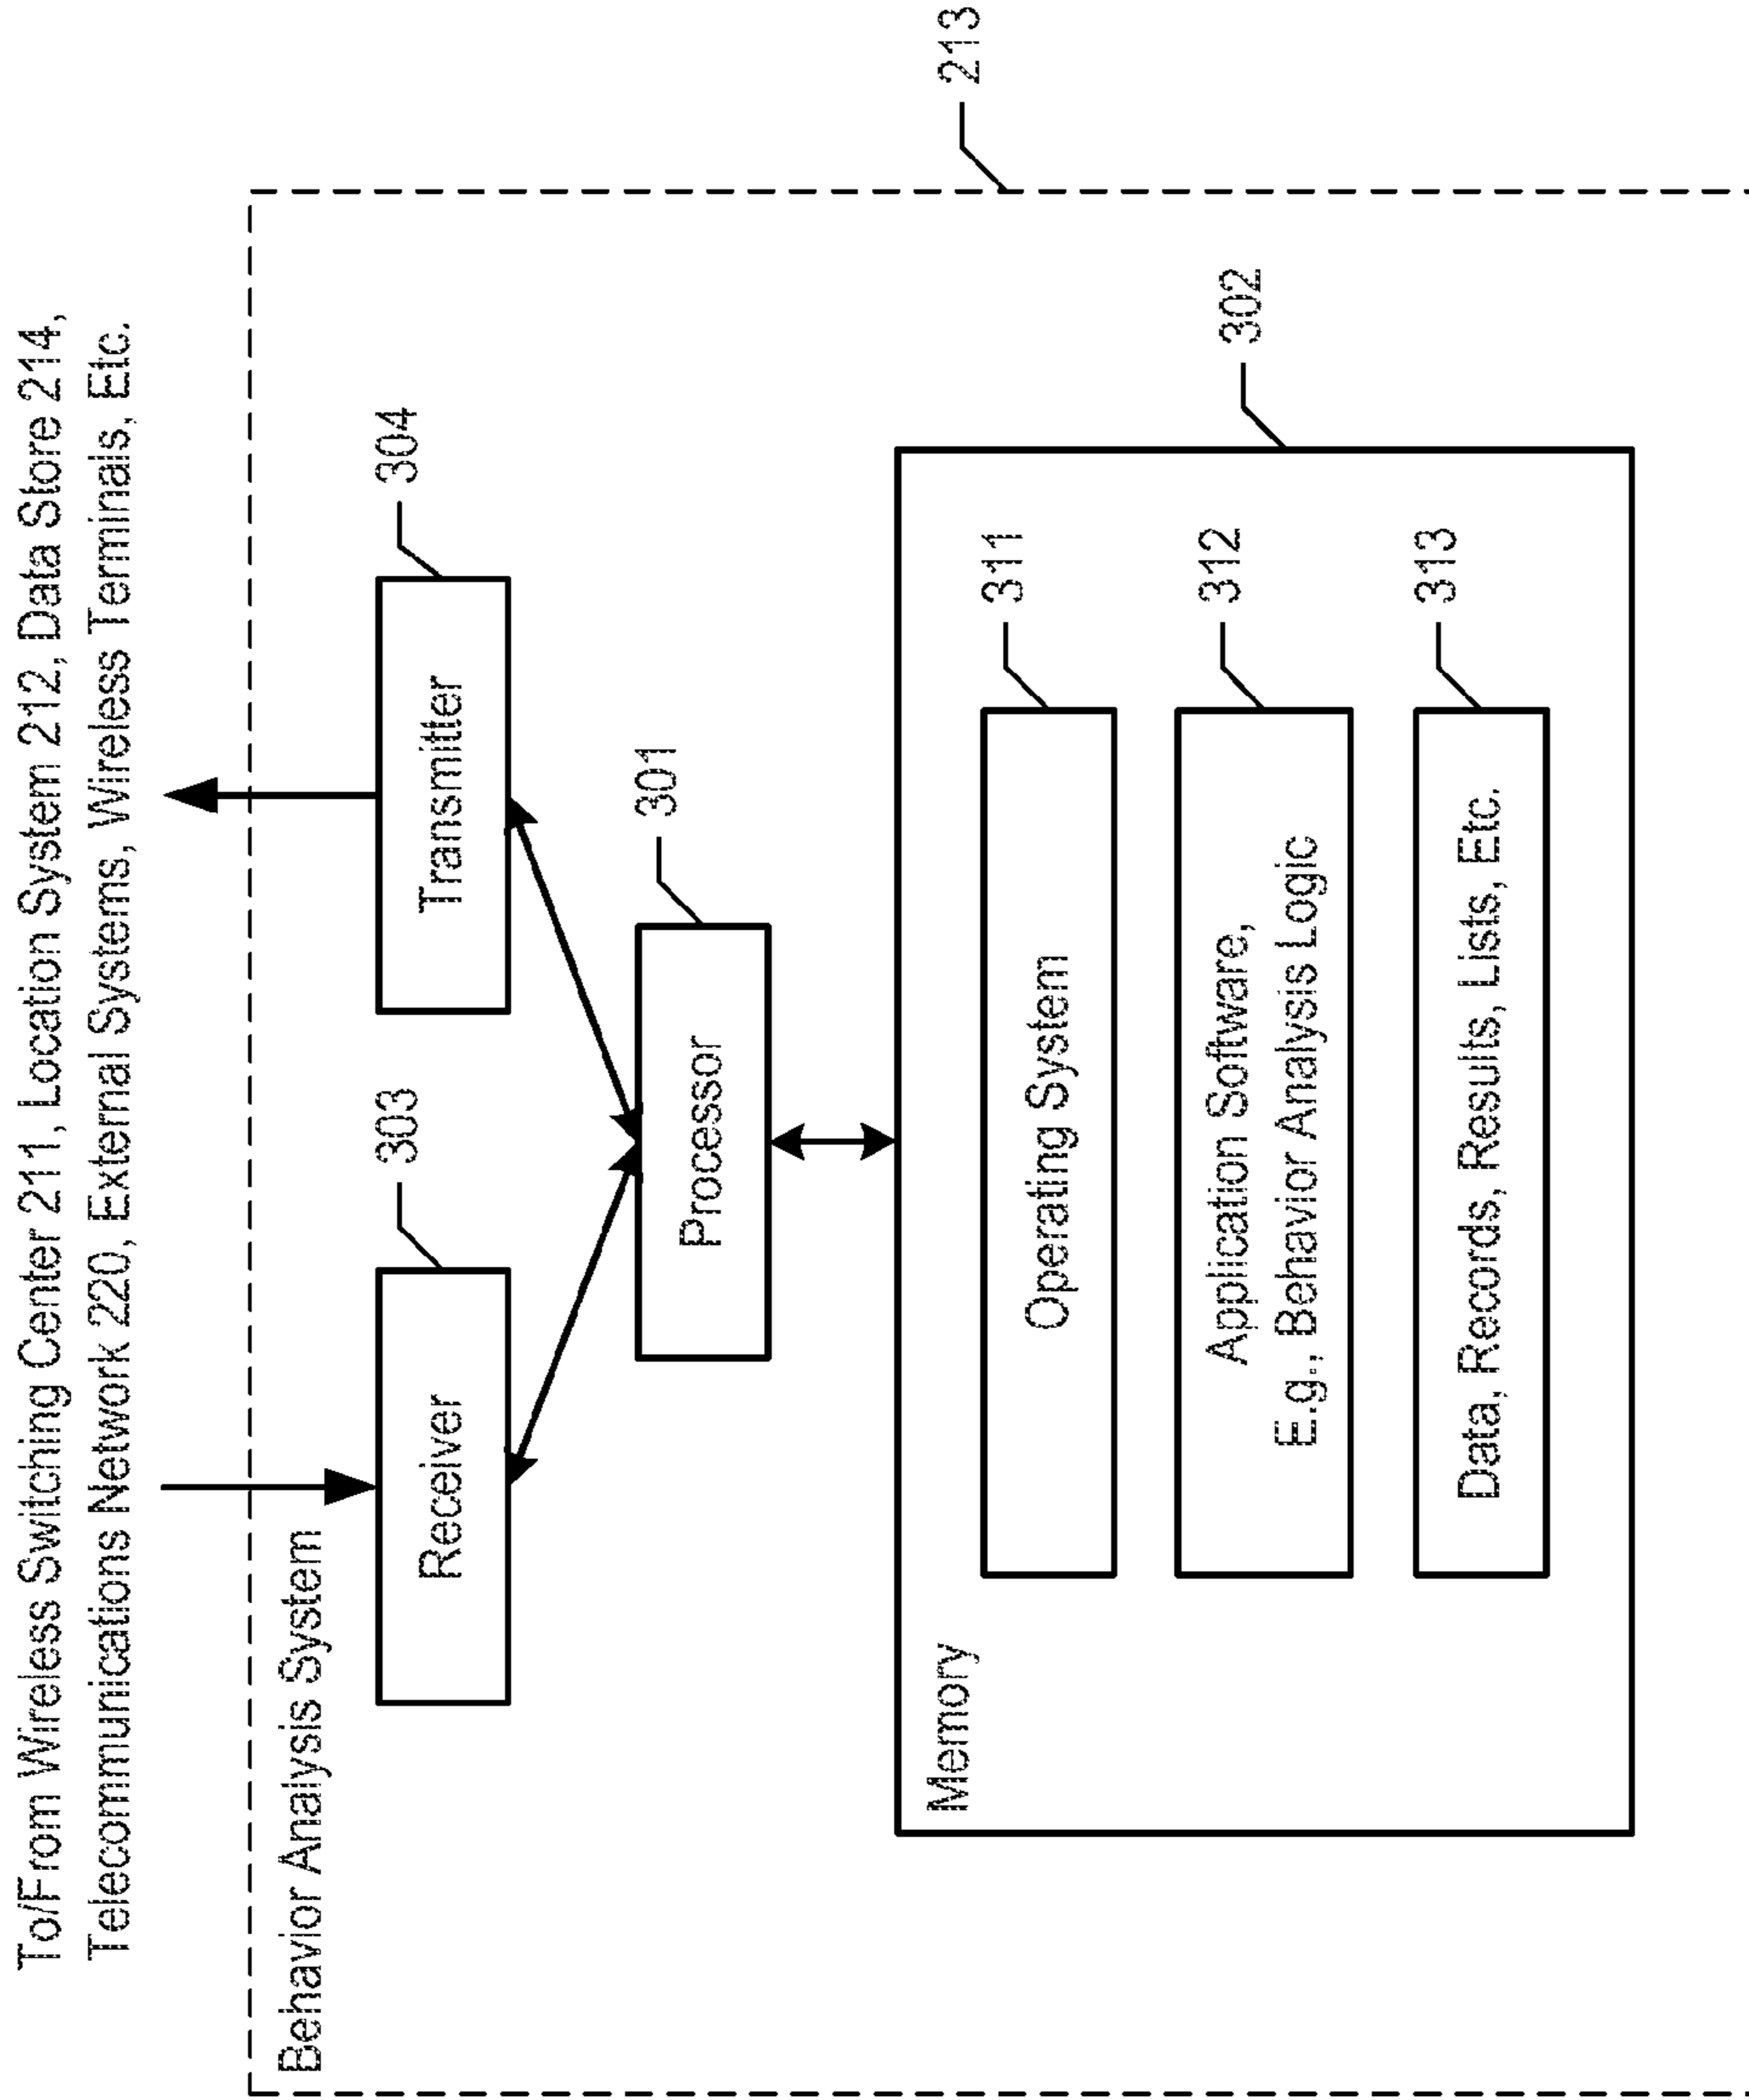 To/From Wireless Switching Center 211, Location System 212, Data Store 214,
Telecommunications Network 220, External Systems, Wireless Terminals, Etc.
213
Behavior Analysis System
303
304
Receiver
Transmitter
301
Processor
302
Memory
311
Operating System
312
Application Software,
E.g., Behavior Analysis Logic
313
Data, Records, Results, Lists, Etc.